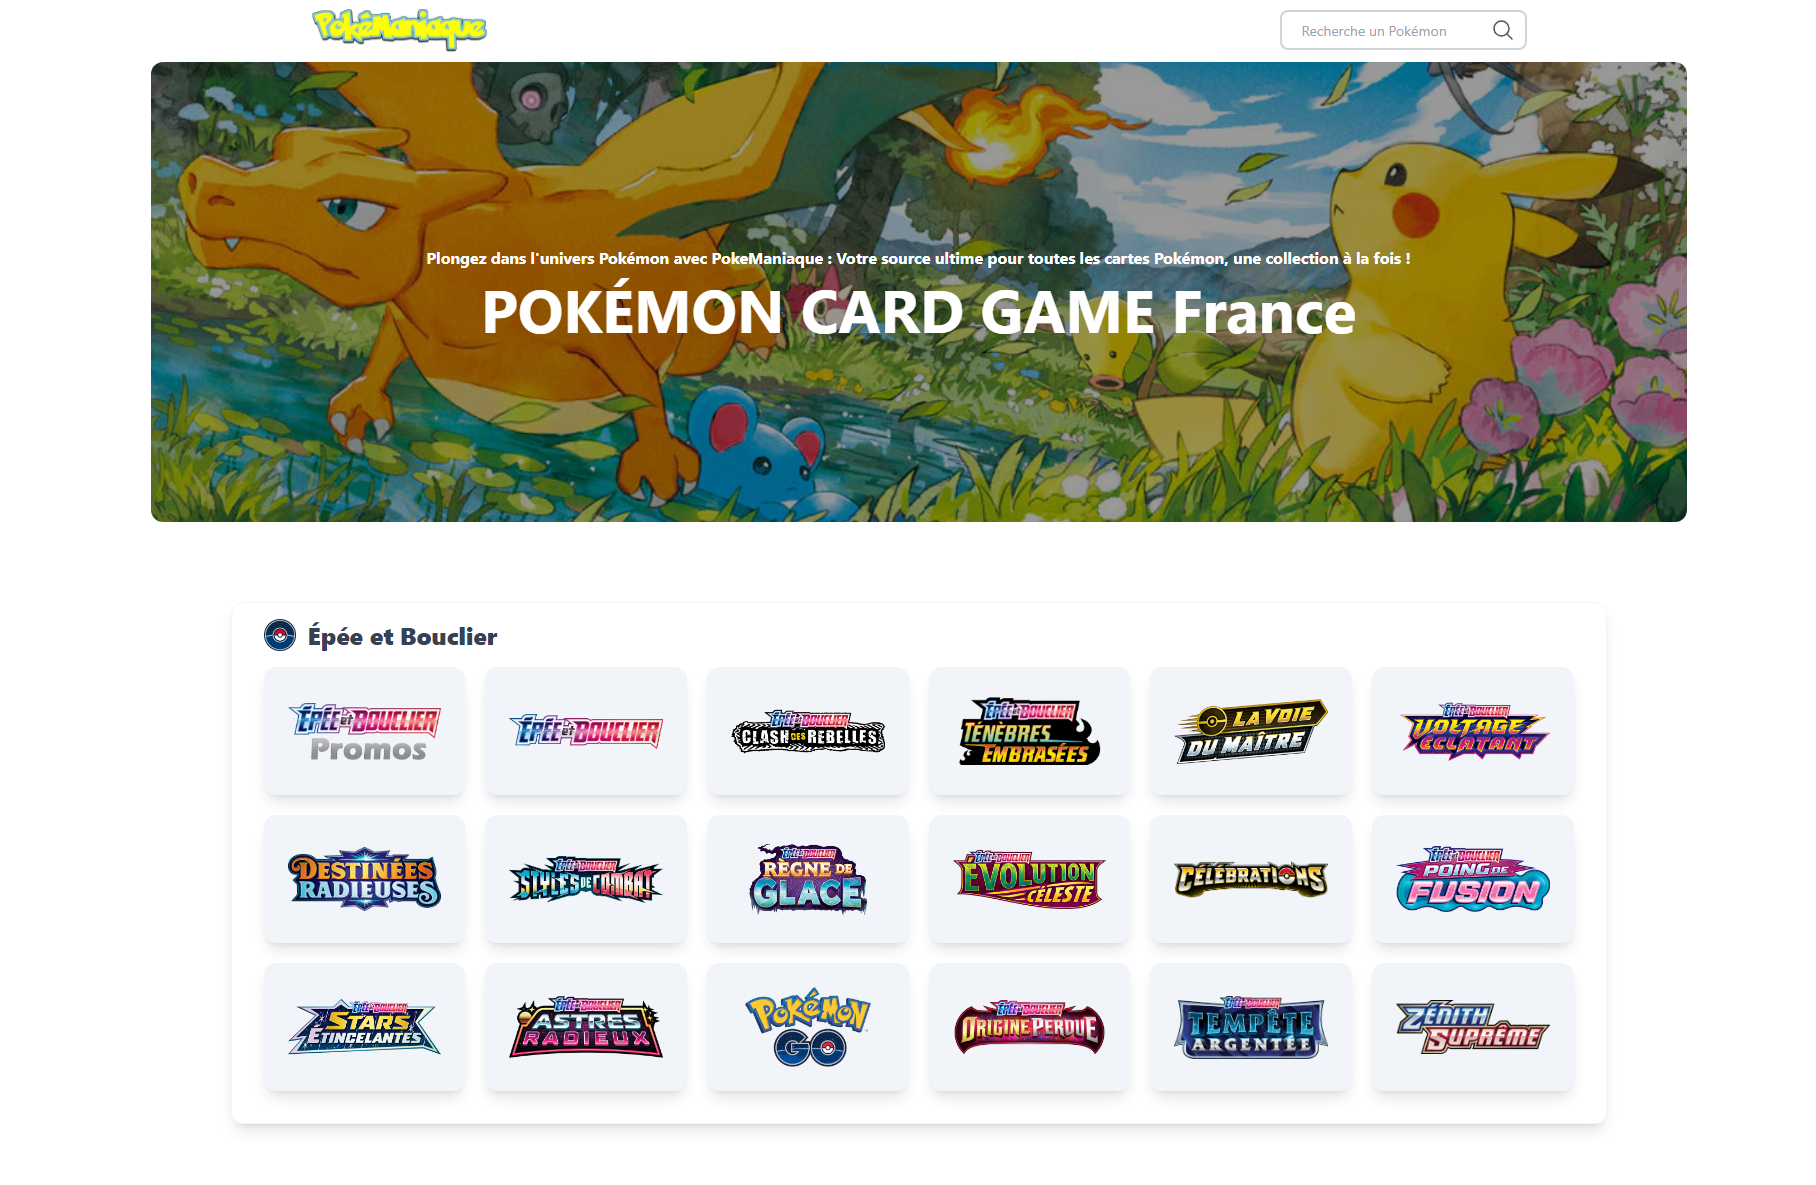 PokéManiaque
Recherche un Pokémon
Plongez dans l'univers Pokémon avec PokeManiaque : Votre source ultime pour toutes les cartes Pokémon, une collection à la fois !
POKÉMON CARD GAME France
Épée et Bouclier
ÉPÉE et BOUCLIER
Promos
ÉPÉE et BOUCLIER
ÉPÉE et BOUCLIER
CLASH DES REBELLES
ÉPÉE et BOUCLIER
TÉNÈBRES
EMBRASÉES
LA VOIE
DU MAÎTRE
ÉPÉE et BOUCLIER
VOLTAGE
ÉCLATANT
DESTINÉES
RADIEUSES
ÉPÉE et BOUCLIER
STYLES DE COMBAT
ÉPÉE et BOUCLIER
RÈGNE DE
GLACE
ÉPÉE et BOUCLIER
ÉVOLUTION
CÉLESTE
CÉLÉBRATIONS
ÉPÉE et BOUCLIER
POING DE
FUSION
ÉPÉE et BOUCLIER
STARS
ÉTINCELANTES
ÉPÉE et BOUCLIER
ASTRES
RADIEUX
POKéMON
GO
ÉPÉE et BOUCLIER
ORIGINE PERDUE
ÉPÉE et BOUCLIER
TEMPÊTE
ARGENTÉE
ZÉNITH
SUPRÊME